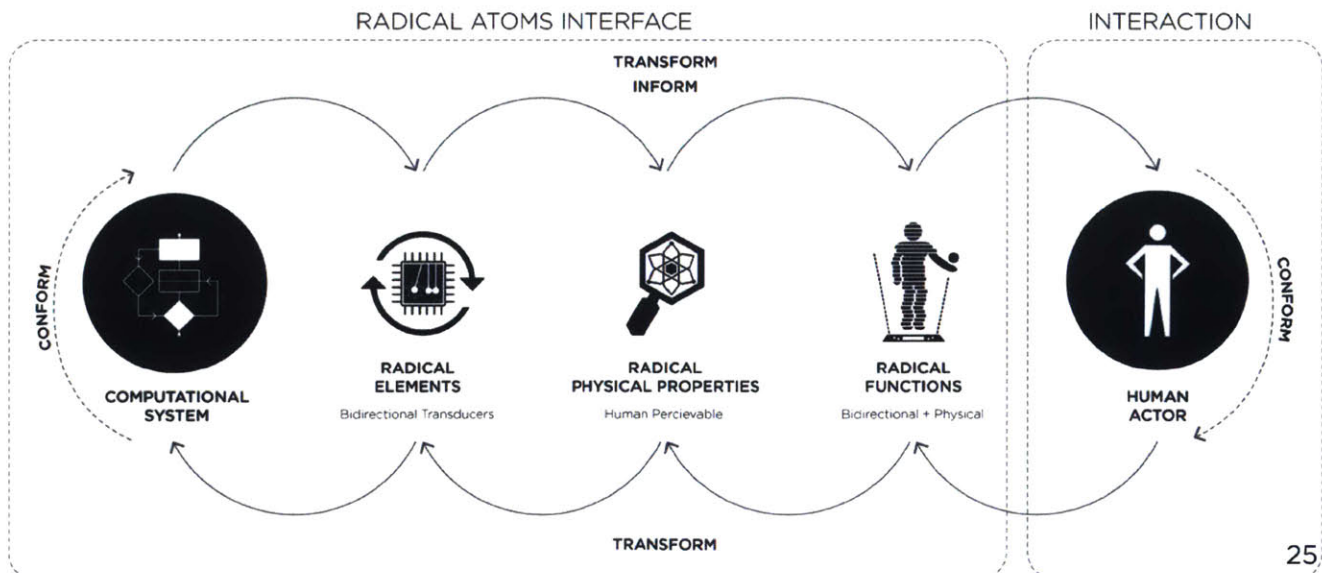 RADICAL ATOMS INTERFACE
INTERACTION
TRANSFORM
INFORM
CONFORM
COMPUTATIONAL
SYSTEM
RADICAL
ELEMENTS
Bidirectional Transducers
RADICAL
PHYSICAL PROPERTIES
Human Percievable
RADICAL
FUNCTIONS
Bidirectional + Physical
HUMAN
ACTOR
CONFORM
TRANSFORM
25